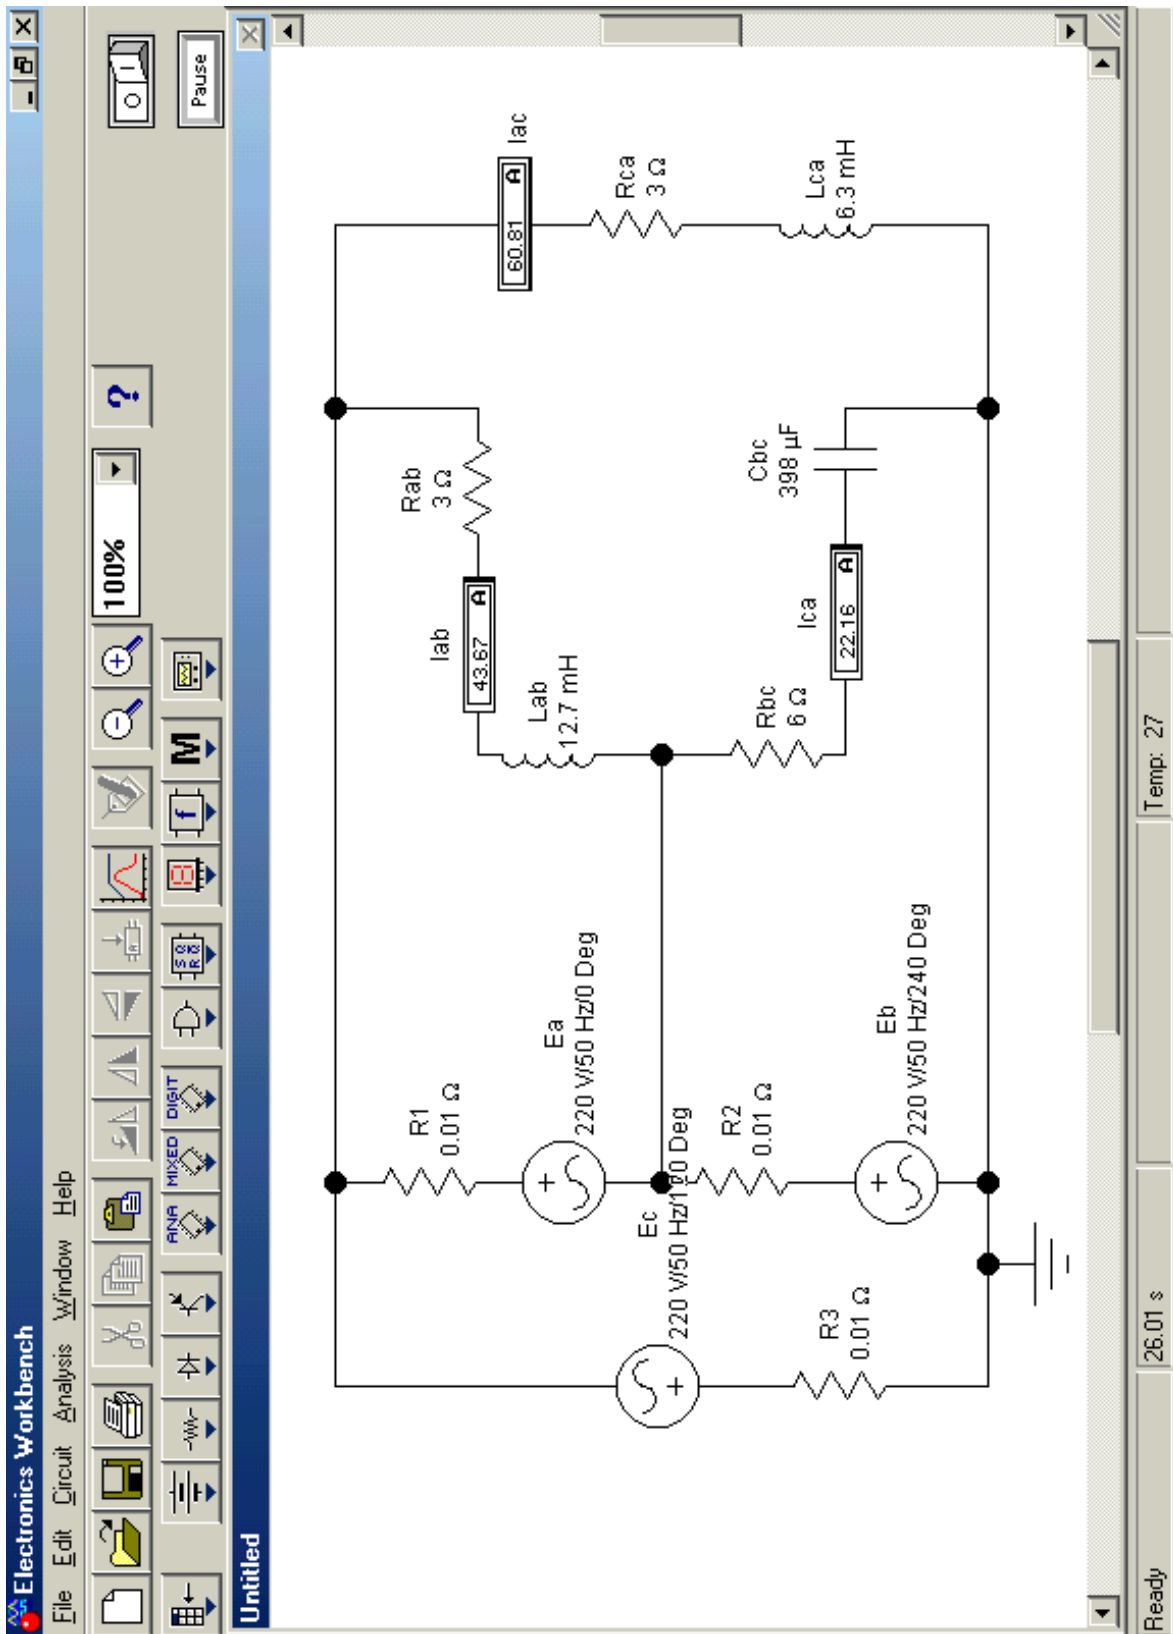 Electronics Workbench
File Edit Circuit Analysis Window Help
100%
?
Pause
ANA MIXED DIGIT
M
f
Untitled
R1
0.01 Ω
Ea
220 V/50 Hz/0 Deg
Ec
220 V/50 Hz/120 Deg
R2
0.01 Ω
Eb
220 V/50 Hz/240 Deg
R3
0.01 Ω
Rab
3 Ω
Iab
43.67 A
Lab
12.7 mH
Rbc
6 Ω
Ica
22.16 A
Cbc
398 µF
Iac
60.81 A
Rca
3 Ω
Lca
6.3 mH
Ready
26.01 s
Temp: 27